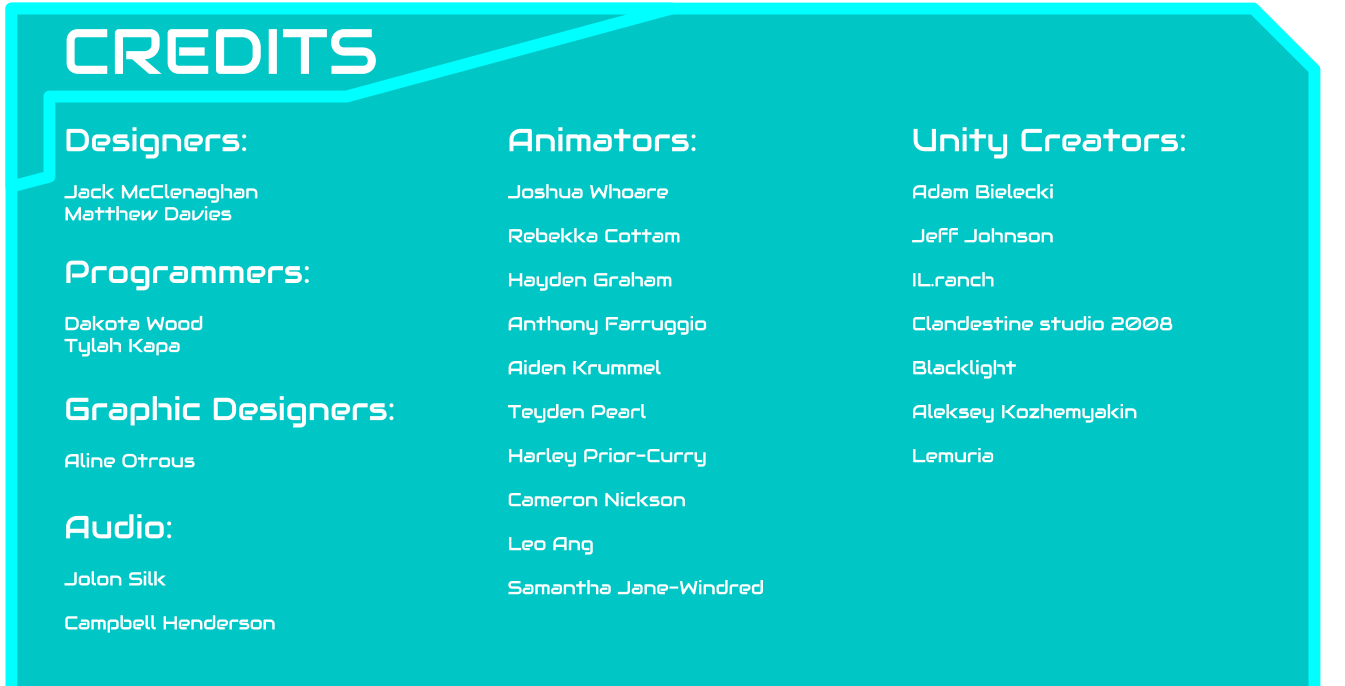 CREDITS
Designers:
Jack McClenaghan
Matthew Davies
Programmers:
Dakota Wood
Tylah Kapa
Graphic Designers:
Aline Otrous
Audio:
Jolon Silk
Campbell Henderson
Animators:
Joshua Whoare
Rebekka Cottam
Hayden Graham
Anthony Farruggio
Aiden Krummel
Teyden Pearl
Harley Prior-Curry
Cameron Nickson
Leo Ang
Samantha Jane-Windred
Unity Creators:
Adam Bielecki
Jeff Johnson
IL.ranch
Clandestine studio 2008
Blacklight
Aleksey Kozhemyakin
Lemuria